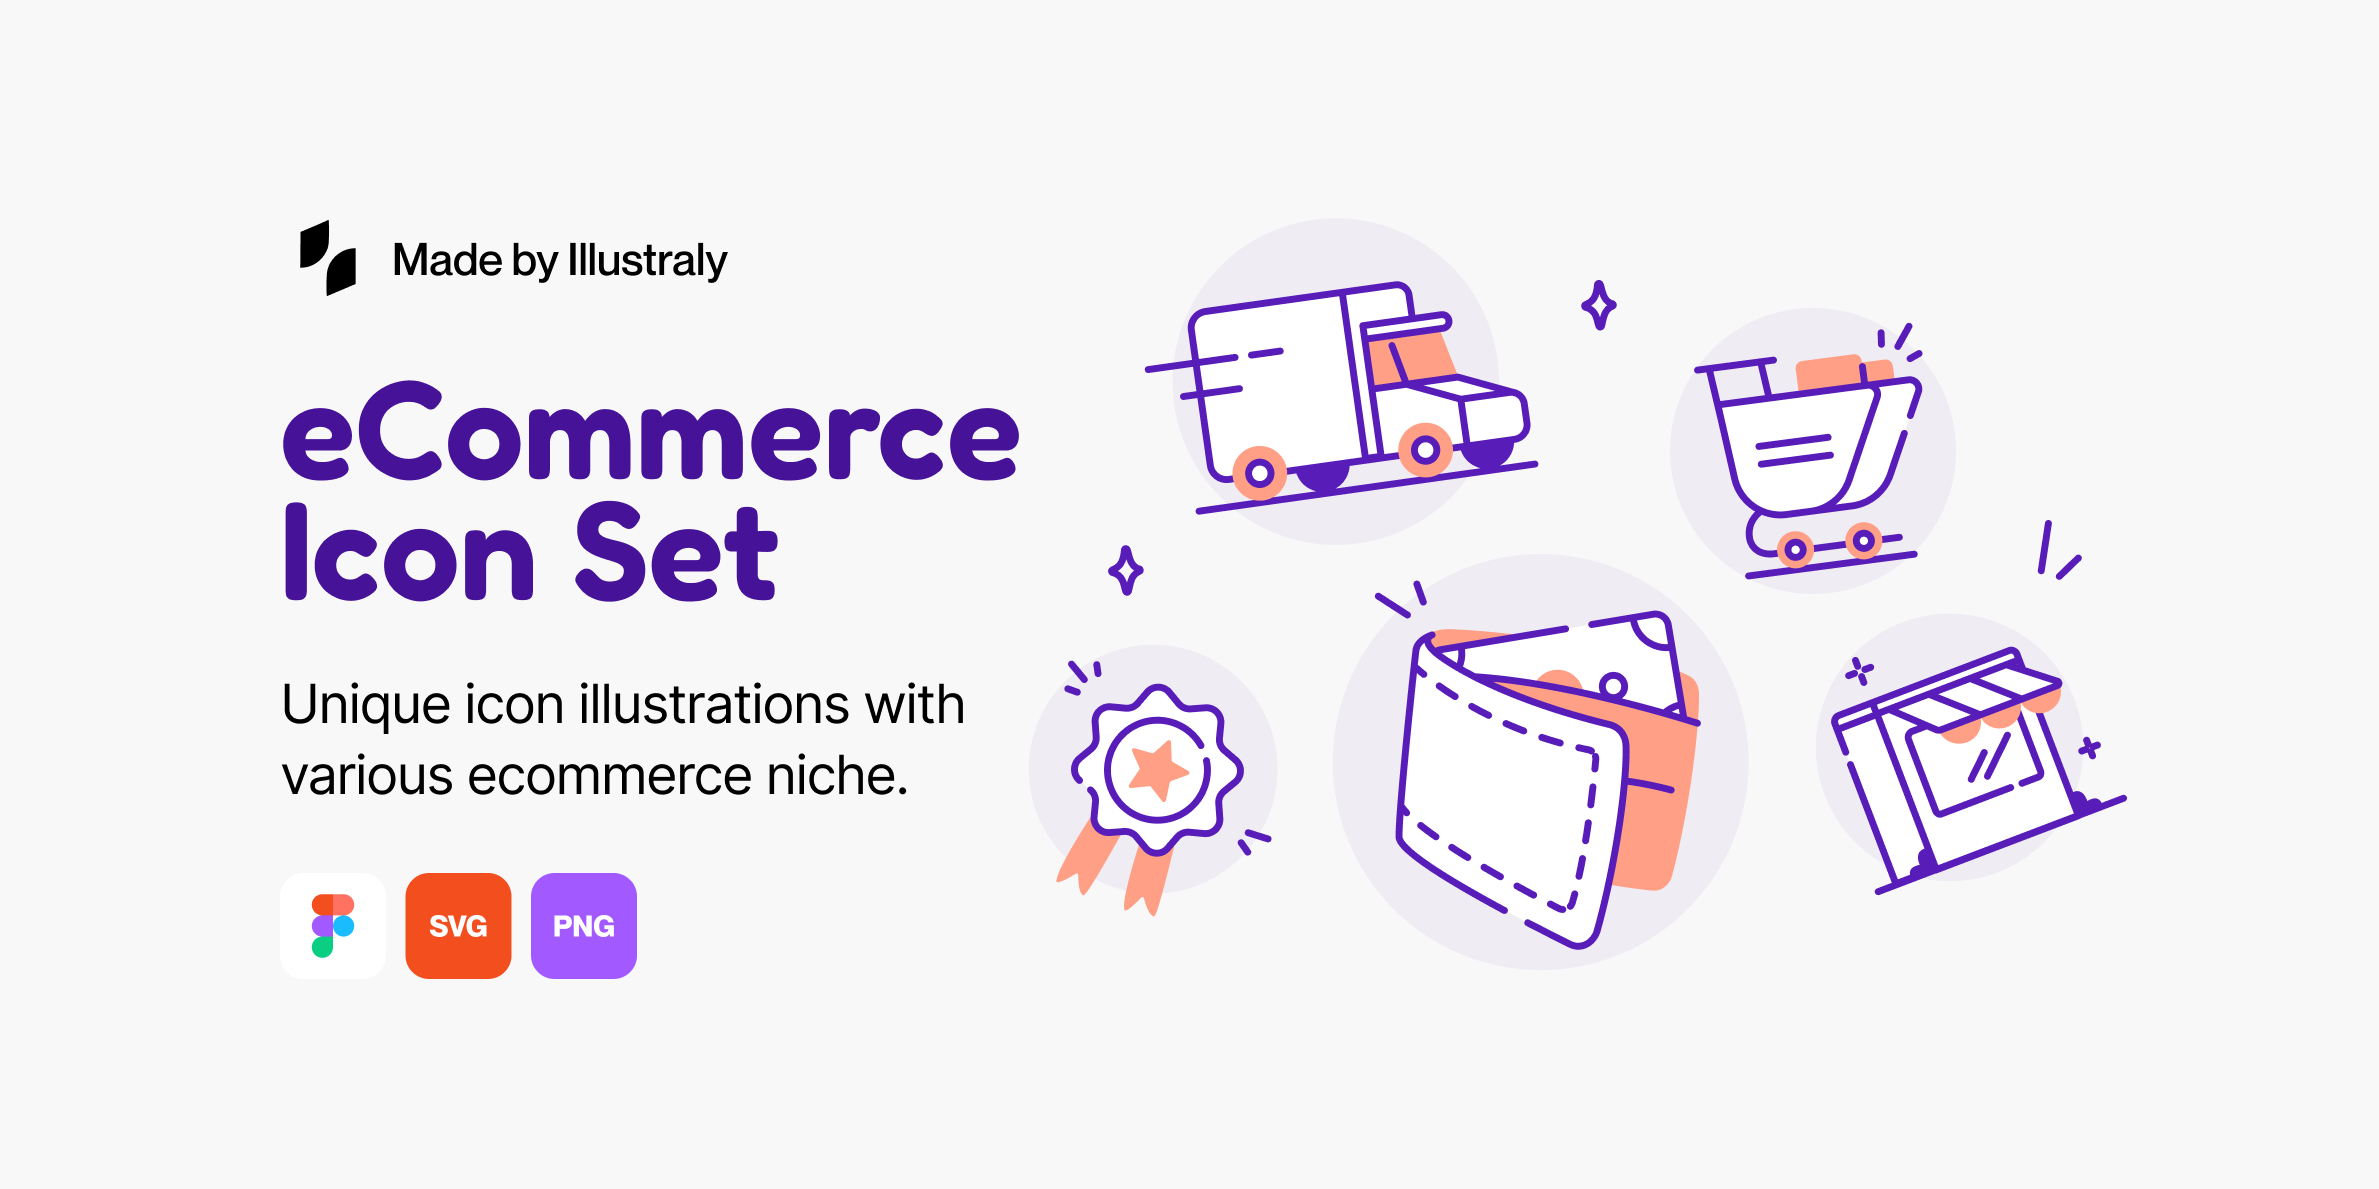 Made by Illustraly
eCommerce
Icon Set
Unique icon illustrations with
various ecommerce niche.
SVG
PNG